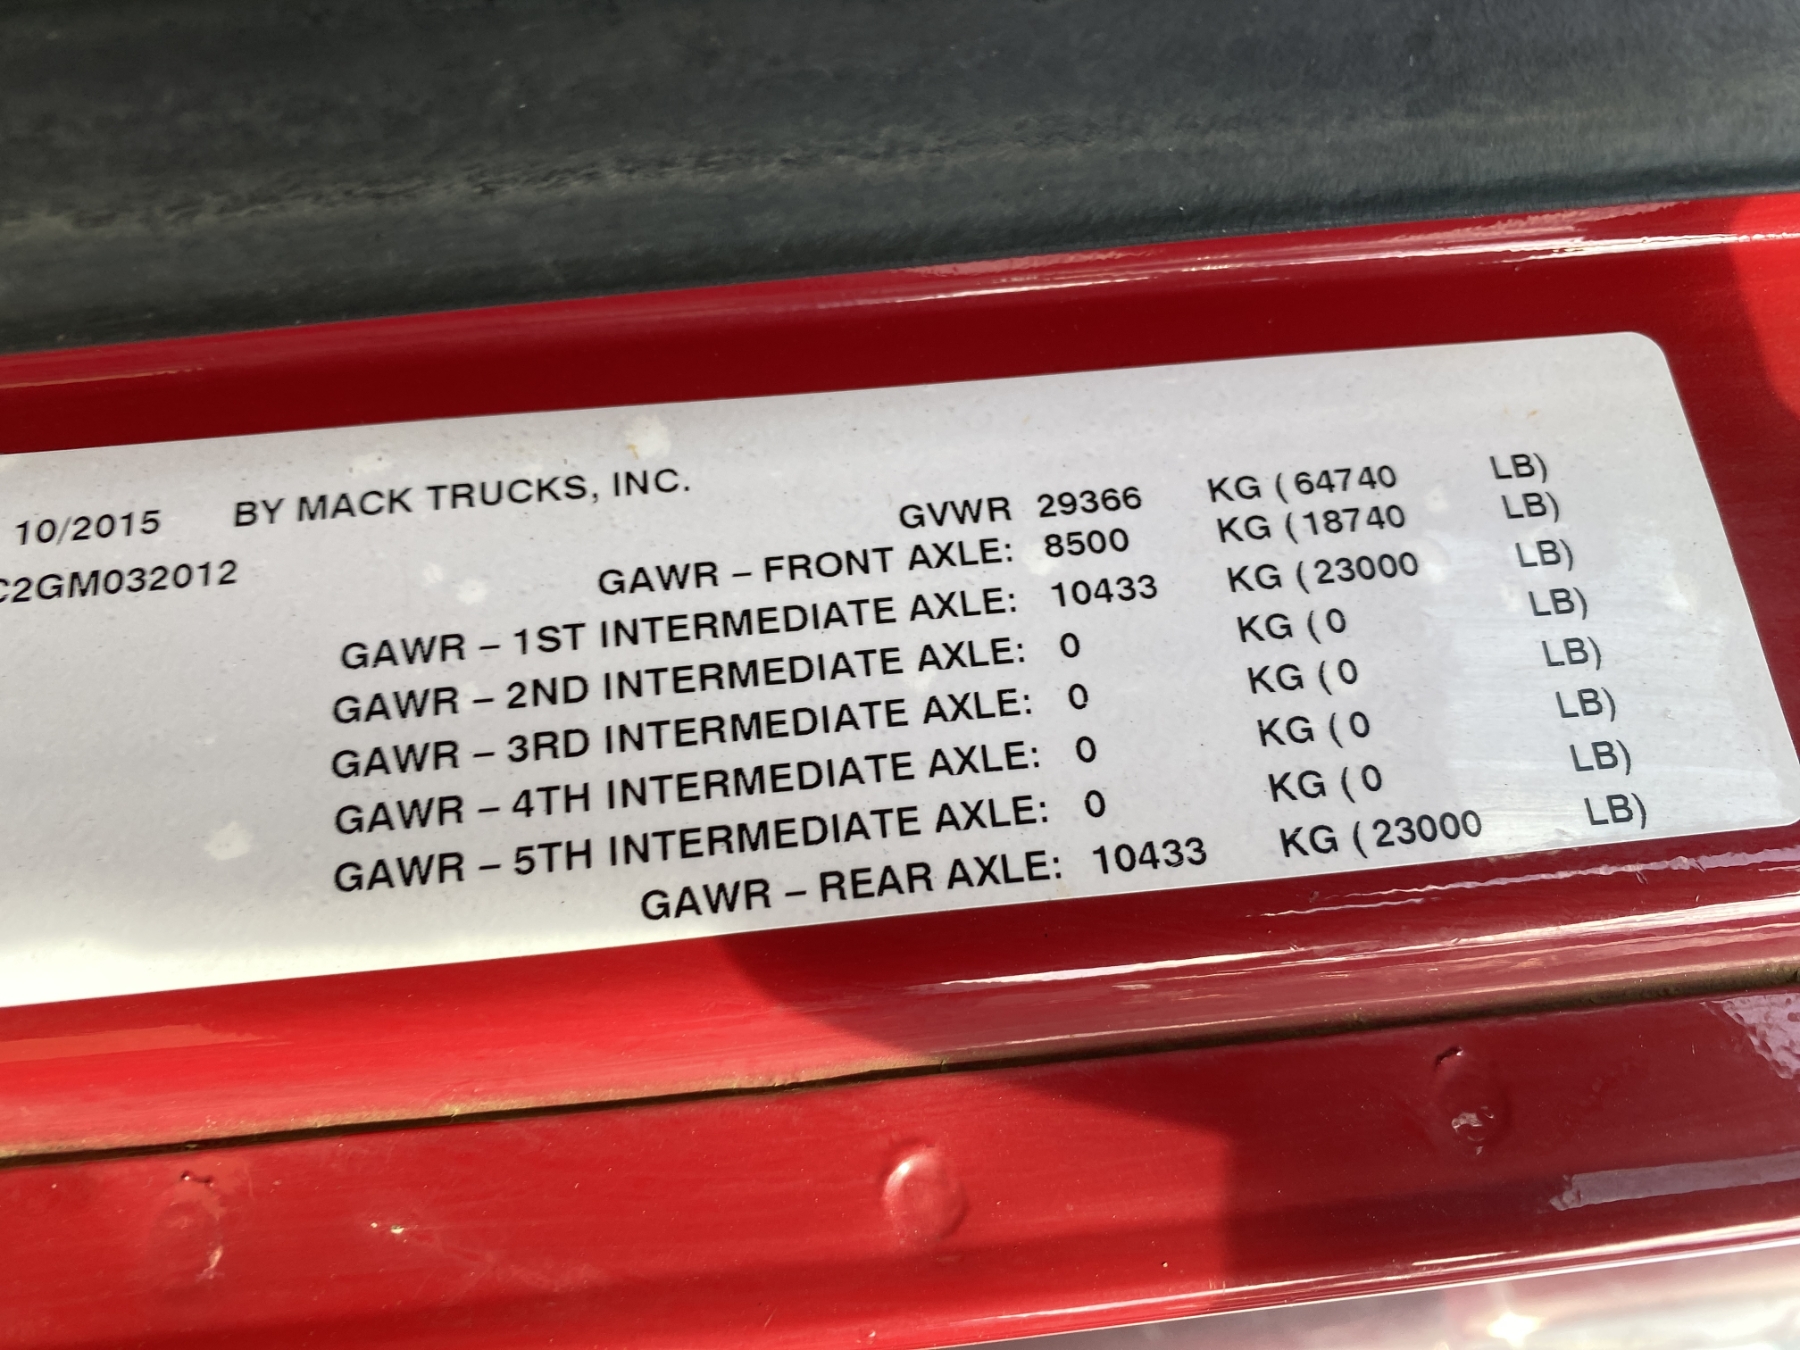 10/2015 BY MACK TRUCKS, INC.
C2GM032012
GVWR 29366 KG (64740 LB)
GAWR – FRONT AXLE: 8500 KG (18740 LB)
GAWR – 1ST INTERMEDIATE AXLE: 10433 KG (23000 LB)
GAWR – 2ND INTERMEDIATE AXLE: 0 KG (0 LB)
GAWR – 3RD INTERMEDIATE AXLE: 0 KG (0 LB)
GAWR – 4TH INTERMEDIATE AXLE: 0 KG (0 LB)
GAWR – 5TH INTERMEDIATE AXLE: 0 KG (0 LB)
GAWR – REAR AXLE: 10433 KG (23000 LB)